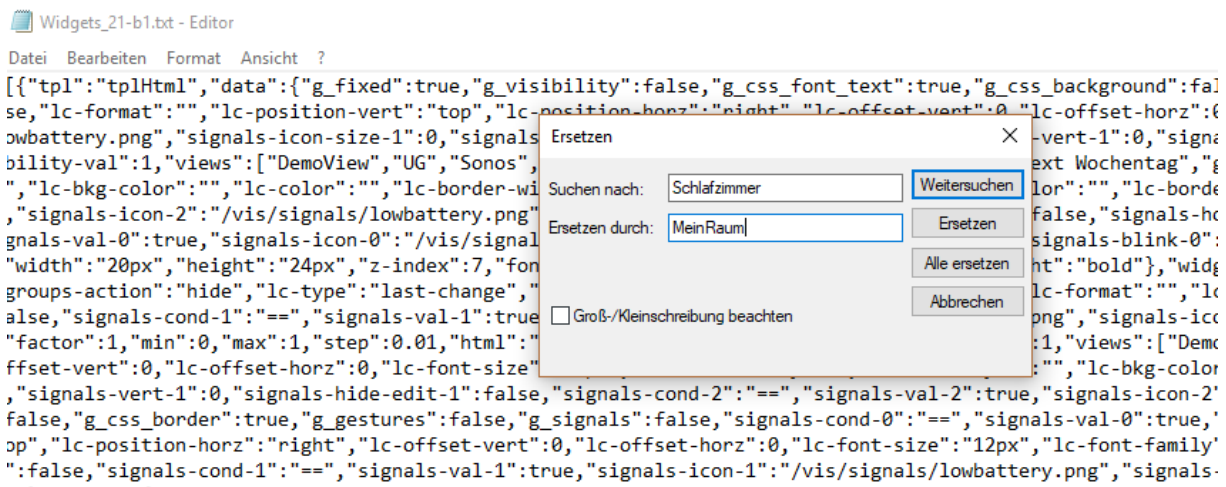 Widgets_21-b1.txt - Editor
Datei Bearbeiten Format Ansicht ?
[{"tpl":"tplHtml","data":{"g_fixed":true,"g_visibility":false,"g_css_font_text":true,"g_css_background":fal
se,"lc-format":"","lc-position-vert":"top","lc-position-horz":"right","lc-offset-vert":0,"lc-offset-horz":0
owbattery.png","signals-icon-size-1":0,"signals -vert-1":0,"signa
bility-val":1,"views":["DemoView","UG","Sonos", ext Wochentag","g
","lc-bkg-color":"","lc-color":"","lc-border-wi lor":"","lc-borde
,"signals-icon-2":"/vis/signals/lowbattery.png" false,"signals-ho
gnals-val-0":true,"signals-icon-0":"/vis/signal signals-blink-0":
"width":"20px","height":"24px","z-index":7,"fon ht":"bold"},"widg
groups-action":"hide","lc-type":"last-change"," lc-format":"","lc
alse,"signals-cond-1":"==","signals-val-1":true png","signals-ico
"factor":1,"min":0,"max":1,"step":0.01,"html":" :1,"views":["Demo
ffset-vert":0,"lc-offset-horz":0,"lc-font-size" :"","lc-bkg-color
,"signals-vert-1":0,"signals-hide-edit-1":false,"signals-cond-2":"==","signals-val-2":true,"signals-icon-2"
false,"g_css_border":true,"g_gestures":false,"g_signals":false,"signals-cond-0":"==","signals-val-0":true,"
op","lc-position-horz":"right","lc-offset-vert":0,"lc-offset-horz":0,"lc-font-size":"12px","lc-font-family"
":false,"signals-cond-1":"==","signals-val-1":true,"signals-icon-1":"/vis/signals/lowbattery.png","signals-
Ersetzen
Suchen nach: Schlafzimmer Weitersuchen
Ersetzen durch: MeinRaum Ersetzen
Alle ersetzen
Groß-/Kleinschreibung beachten Abbrechen